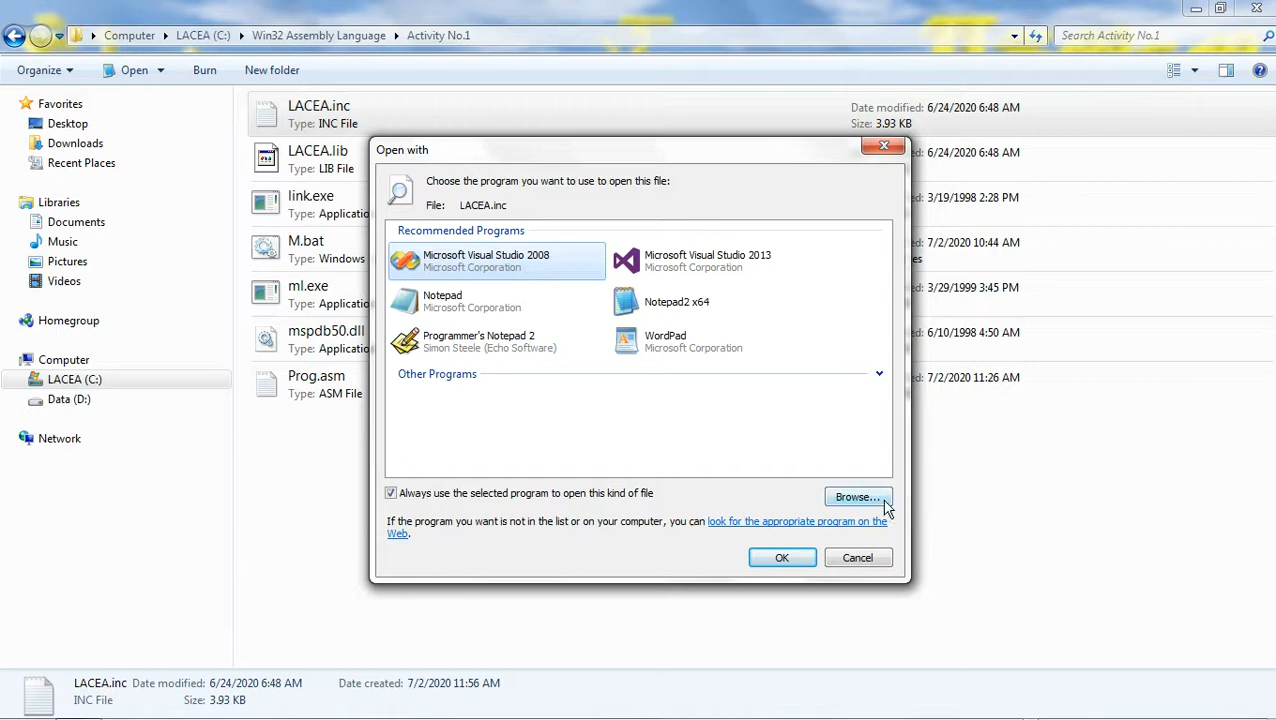 Computer LACEA (C:) Win32 Assembly Language Activity No.1 Search Activity No.1
Organize Open Burn New folder
Favorites
Desktop
Downloads
Recent Places
Libraries
Documents
Music
Pictures
Videos
Homegroup
Computer
LACEA (C:)
Data (D:)
Network
LACEA.inc Date modified: 6/24/2020 6:48 AM
Type: INC File Size: 3.93 KB
LACEA.lib ed: 6/24/2020 6:48 AM
Type: LIB File
link.exe ed: 3/19/1998 2:28 PM
Type: Applicatio
M.bat ed: 7/2/2020 10:44 AM
Type: Windows es
ml.exe ed: 3/29/1999 3:45 PM
Type: Applicatio
mspdb50.dll ed: 6/10/1998 4:50 AM
Type: Applicatio
Prog.asm ed: 7/2/2020 11:26 AM
Type: ASM File
Open with
Choose the program you want to use to open this file:
File: LACEA.inc
Recommended Programs
Microsoft Visual Studio 2008
Microsoft Corporation
Microsoft Visual Studio 2013
Microsoft Corporation
Notepad
Microsoft Corporation
Notepad2 x64
Programmer's Notepad 2
Simon Steele (Echo Software)
WordPad
Microsoft Corporation
Other Programs
Always use the selected program to open this kind of file
Browse...
If the program you want is not in the list or on your computer, you can look for the appropriate program on the
Web.
OK Cancel
LACEA.inc Date modified: 6/24/2020 6:48 AM Date created: 7/2/2020 11:56 AM
INC File Size: 3.93 KB